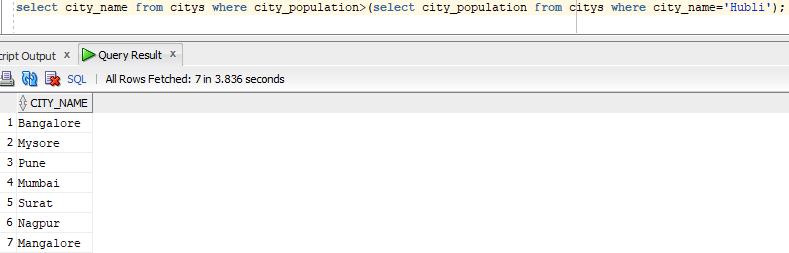 select city_name from citys where city_population>(select city_population from citys where city_name='Hubli');
cript Output x Query Result x
SQL | All Rows Fetched: 7 in 3.836 seconds
CITY_NAME
1 Bangalore
2 Mysore
3 Pune
4 Mumbai
5 Surat
6 Nagpur
7 Mangalore